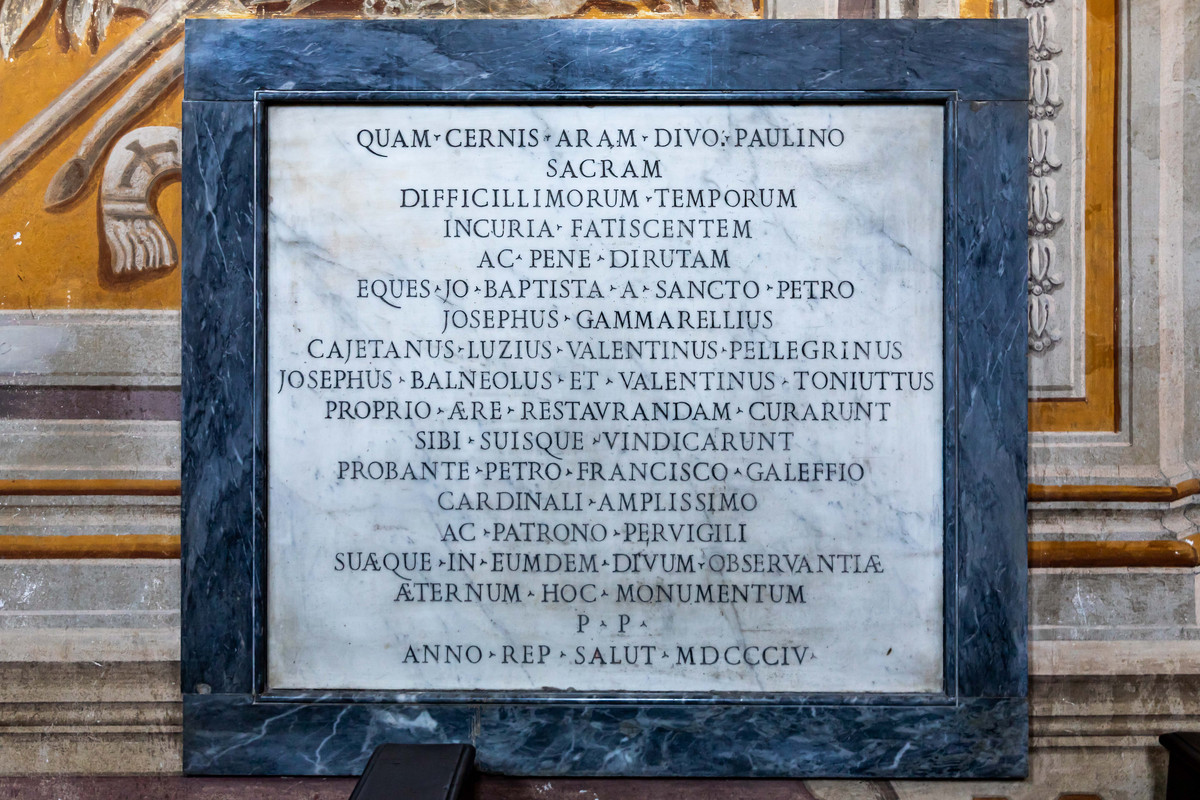 QUAM · CERNIS · ARAM · DIVO · PAULINO
SACRAM
DIFFICILLIMORUM · TEMPORUM
INCURIA · FATISCENTEM
AC · PENE · DIRUTAM
EQUES · JO · BAPTISTA · A · SANCTO · PETRO
JOSEPHUS · GAMMARELLIUS
CAJETANUS · LUZIUS · VALENTINUS · PELLEGRINUS
JOSEPHUS · BALNEOLUS · ET · VALENTINUS · TONIUTTUS
PROPRIO · ÆRE · RESTAVRANDAM · CURARUNT
SIBI · SUISQUE · VINDICARUNT
PROBANTE · PETRO · FRANCISCO · GALEFFIO
CARDINALI · AMPLISSIMO
AC · PATRONO · PERVIGILI
SUÆQUE · IN · EUMDEM · DIVUM · OBSERVANTIÆ
ÆTERNUM · HOC · MONUMENTUM
P · P ·
ANNO · REP · SALUT · MDCCCIV ·